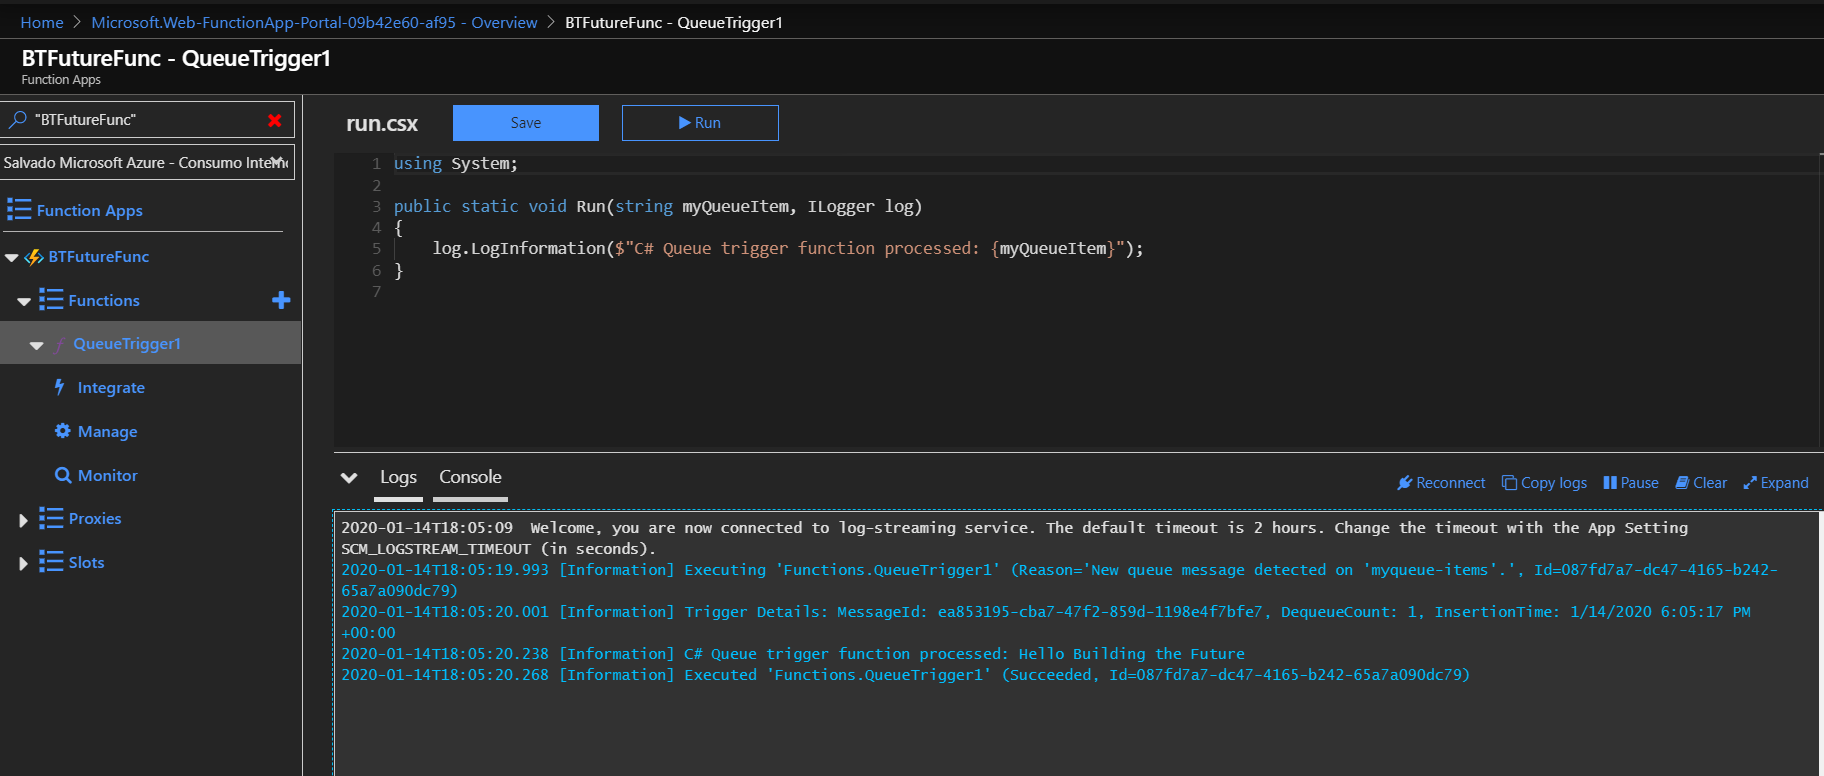 Home > Microsoft.Web-FunctionApp-Portal-09b42e60-af95 - Overview > BTFutureFunc - QueueTrigger1
BTFutureFunc - QueueTrigger1
Function Apps
"BTFutureFunc"
Salvado Microsoft Azure - Consumo Interno
Function Apps
BTFutureFunc
Functions
QueueTrigger1
Integrate
Manage
Monitor
Proxies
Slots
run.csx
Save
Run
1 using System;
2
3 public static void Run(string myQueueItem, ILogger log)
4 {
5 log.LogInformation($"C# Queue trigger function processed: {myQueueItem}");
6 }
7
Logs Console
Reconnect Copy logs Pause Clear Expand
2020-01-14T18:05:09 Welcome, you are now connected to log-streaming service. The default timeout is 2 hours. Change the timeout with the App Setting
SCM_LOGSTREAM_TIMEOUT (in seconds).
2020-01-14T18:05:19.993 [Information] Executing 'Functions.QueueTrigger1' (Reason='New queue message detected on 'myqueue-items'.', Id=087fd7a7-dc47-4165-b242-
65a7a090dc79)
2020-01-14T18:05:20.001 [Information] Trigger Details: MessageId: ea853195-cba7-47f2-859d-1198e4f7bfe7, DequeueCount: 1, InsertionTime: 1/14/2020 6:05:17 PM
+00:00
2020-01-14T18:05:20.238 [Information] C# Queue trigger function processed: Hello Building the Future
2020-01-14T18:05:20.268 [Information] Executed 'Functions.QueueTrigger1' (Succeeded, Id=087fd7a7-dc47-4165-b242-65a7a090dc79)